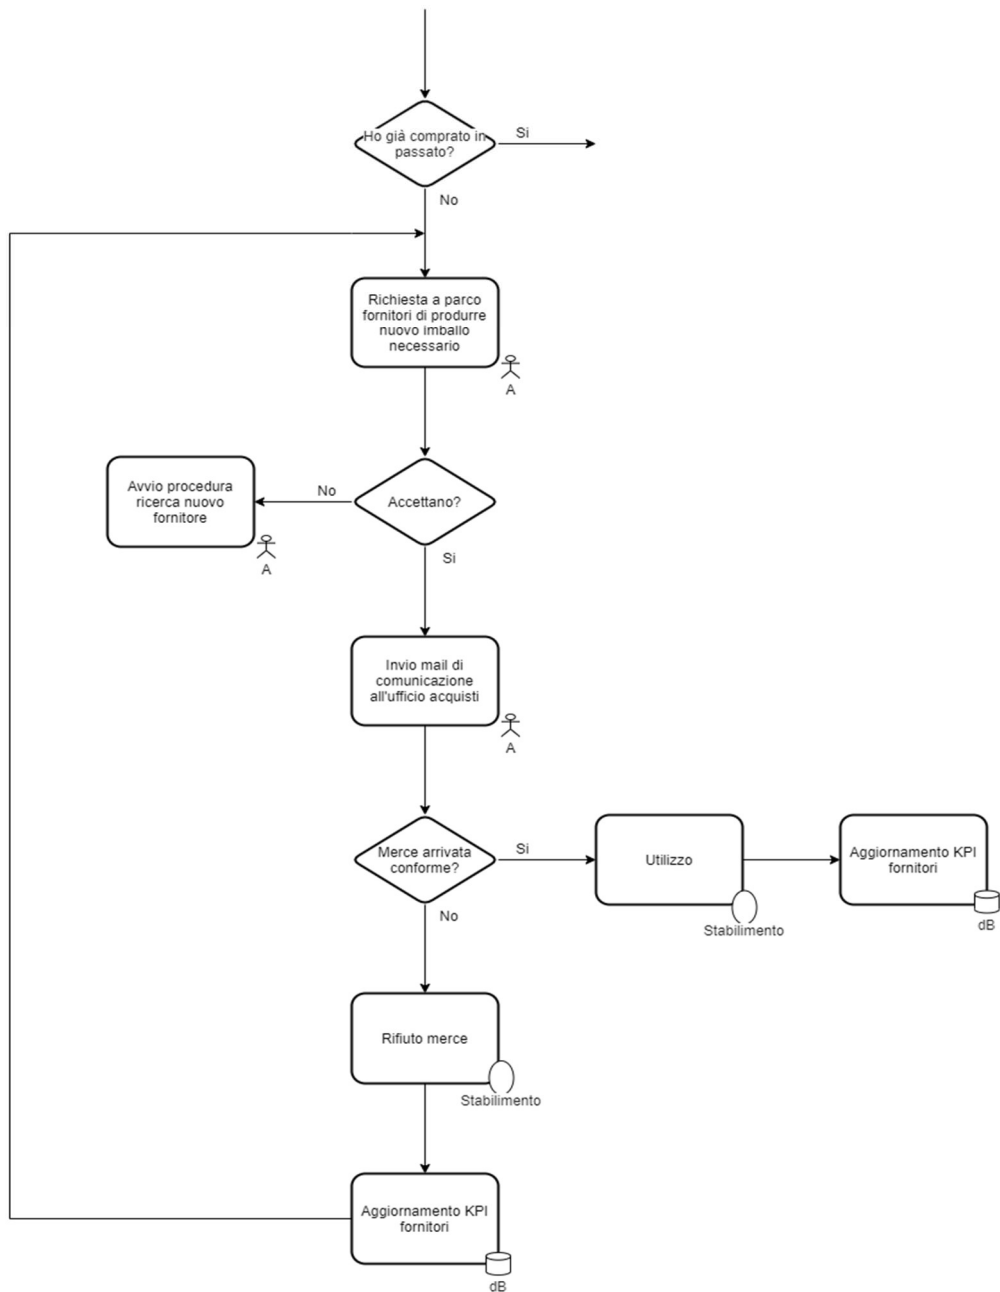 Ho già comprato in
passato?
Si
No
Richiesta a parco
fornitori di produrre
nuovo imballo
necessario
A
Avvio procedura
ricerca nuovo
fornitore
A
No
Accettano?
Si
Invio mail di
comunicazione
all'ufficio acquisti
A
Merce arrivata
conforme?
Si
Utilizzo
Stabilimento
Aggiornamento KPI
fornitori
dB
No
Rifiuto merce
Stabilimento
Aggiornamento KPI
fornitori
dB